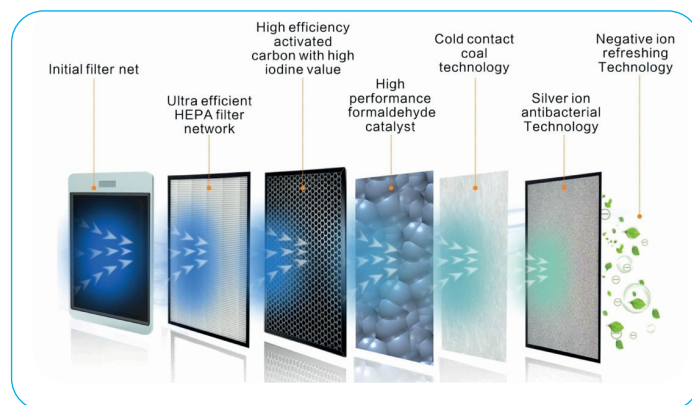 Initial filter net
Ultra efficient
HEPA filter
network
High efficiency
activated
carbon with high
iodine value
High
performance
formaldehyde
catalyst
Cold contact
coal
technology
Silver ion
antibacterial
Technology
Negative ion
refreshing
Technology